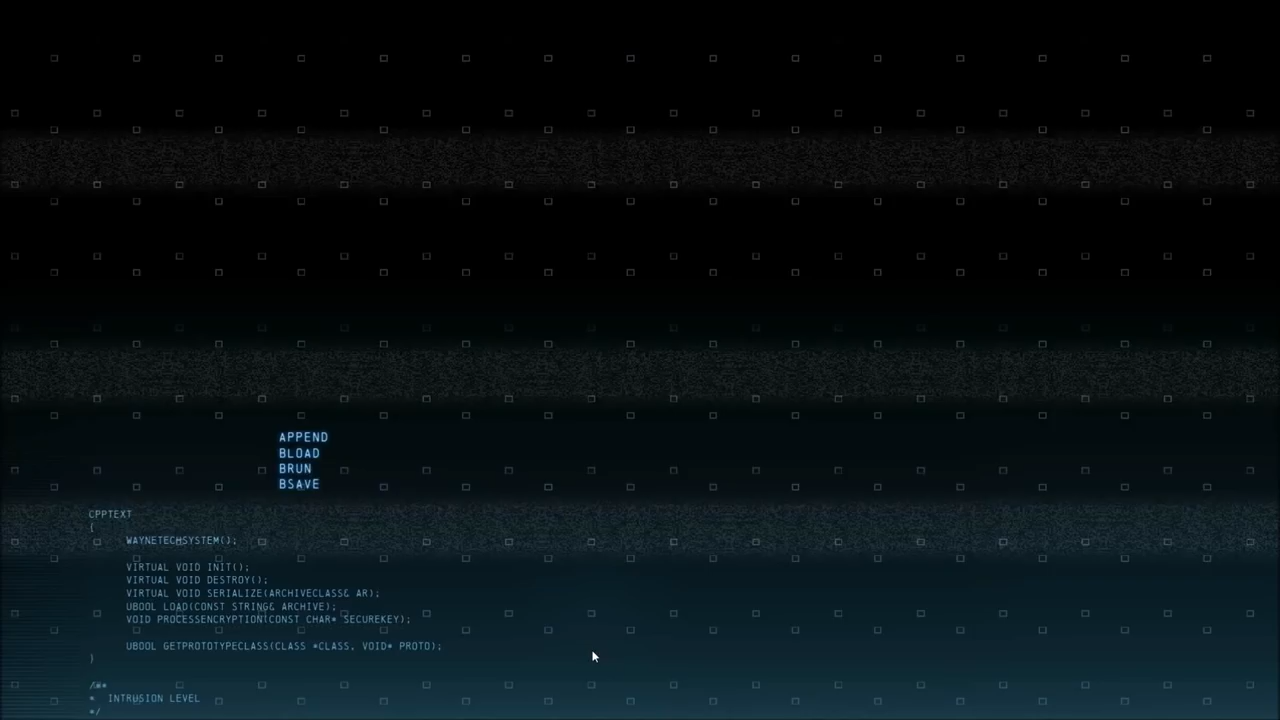 APPEND
BLOAD
BRUN
BSAVE
CPPTEXT
{
WAYNETECHSYSTEM();
VIRTUAL VOID INIT();
VIRTUAL VOID DESTROY();
VIRTUAL VOID SERIALIZE(ARCHIVECLASS& AR);
UBOOL LOAD(CONST STRING& ARCHIVE);
VOID PROCESSENCRYPTION(CONST CHAR* SECUREKEY);
UBOOL GETPROTOTYPECLASS(CLASS *CLASS, VOID* PROTO);
}
/**
* INTRUSION LEVEL
*/